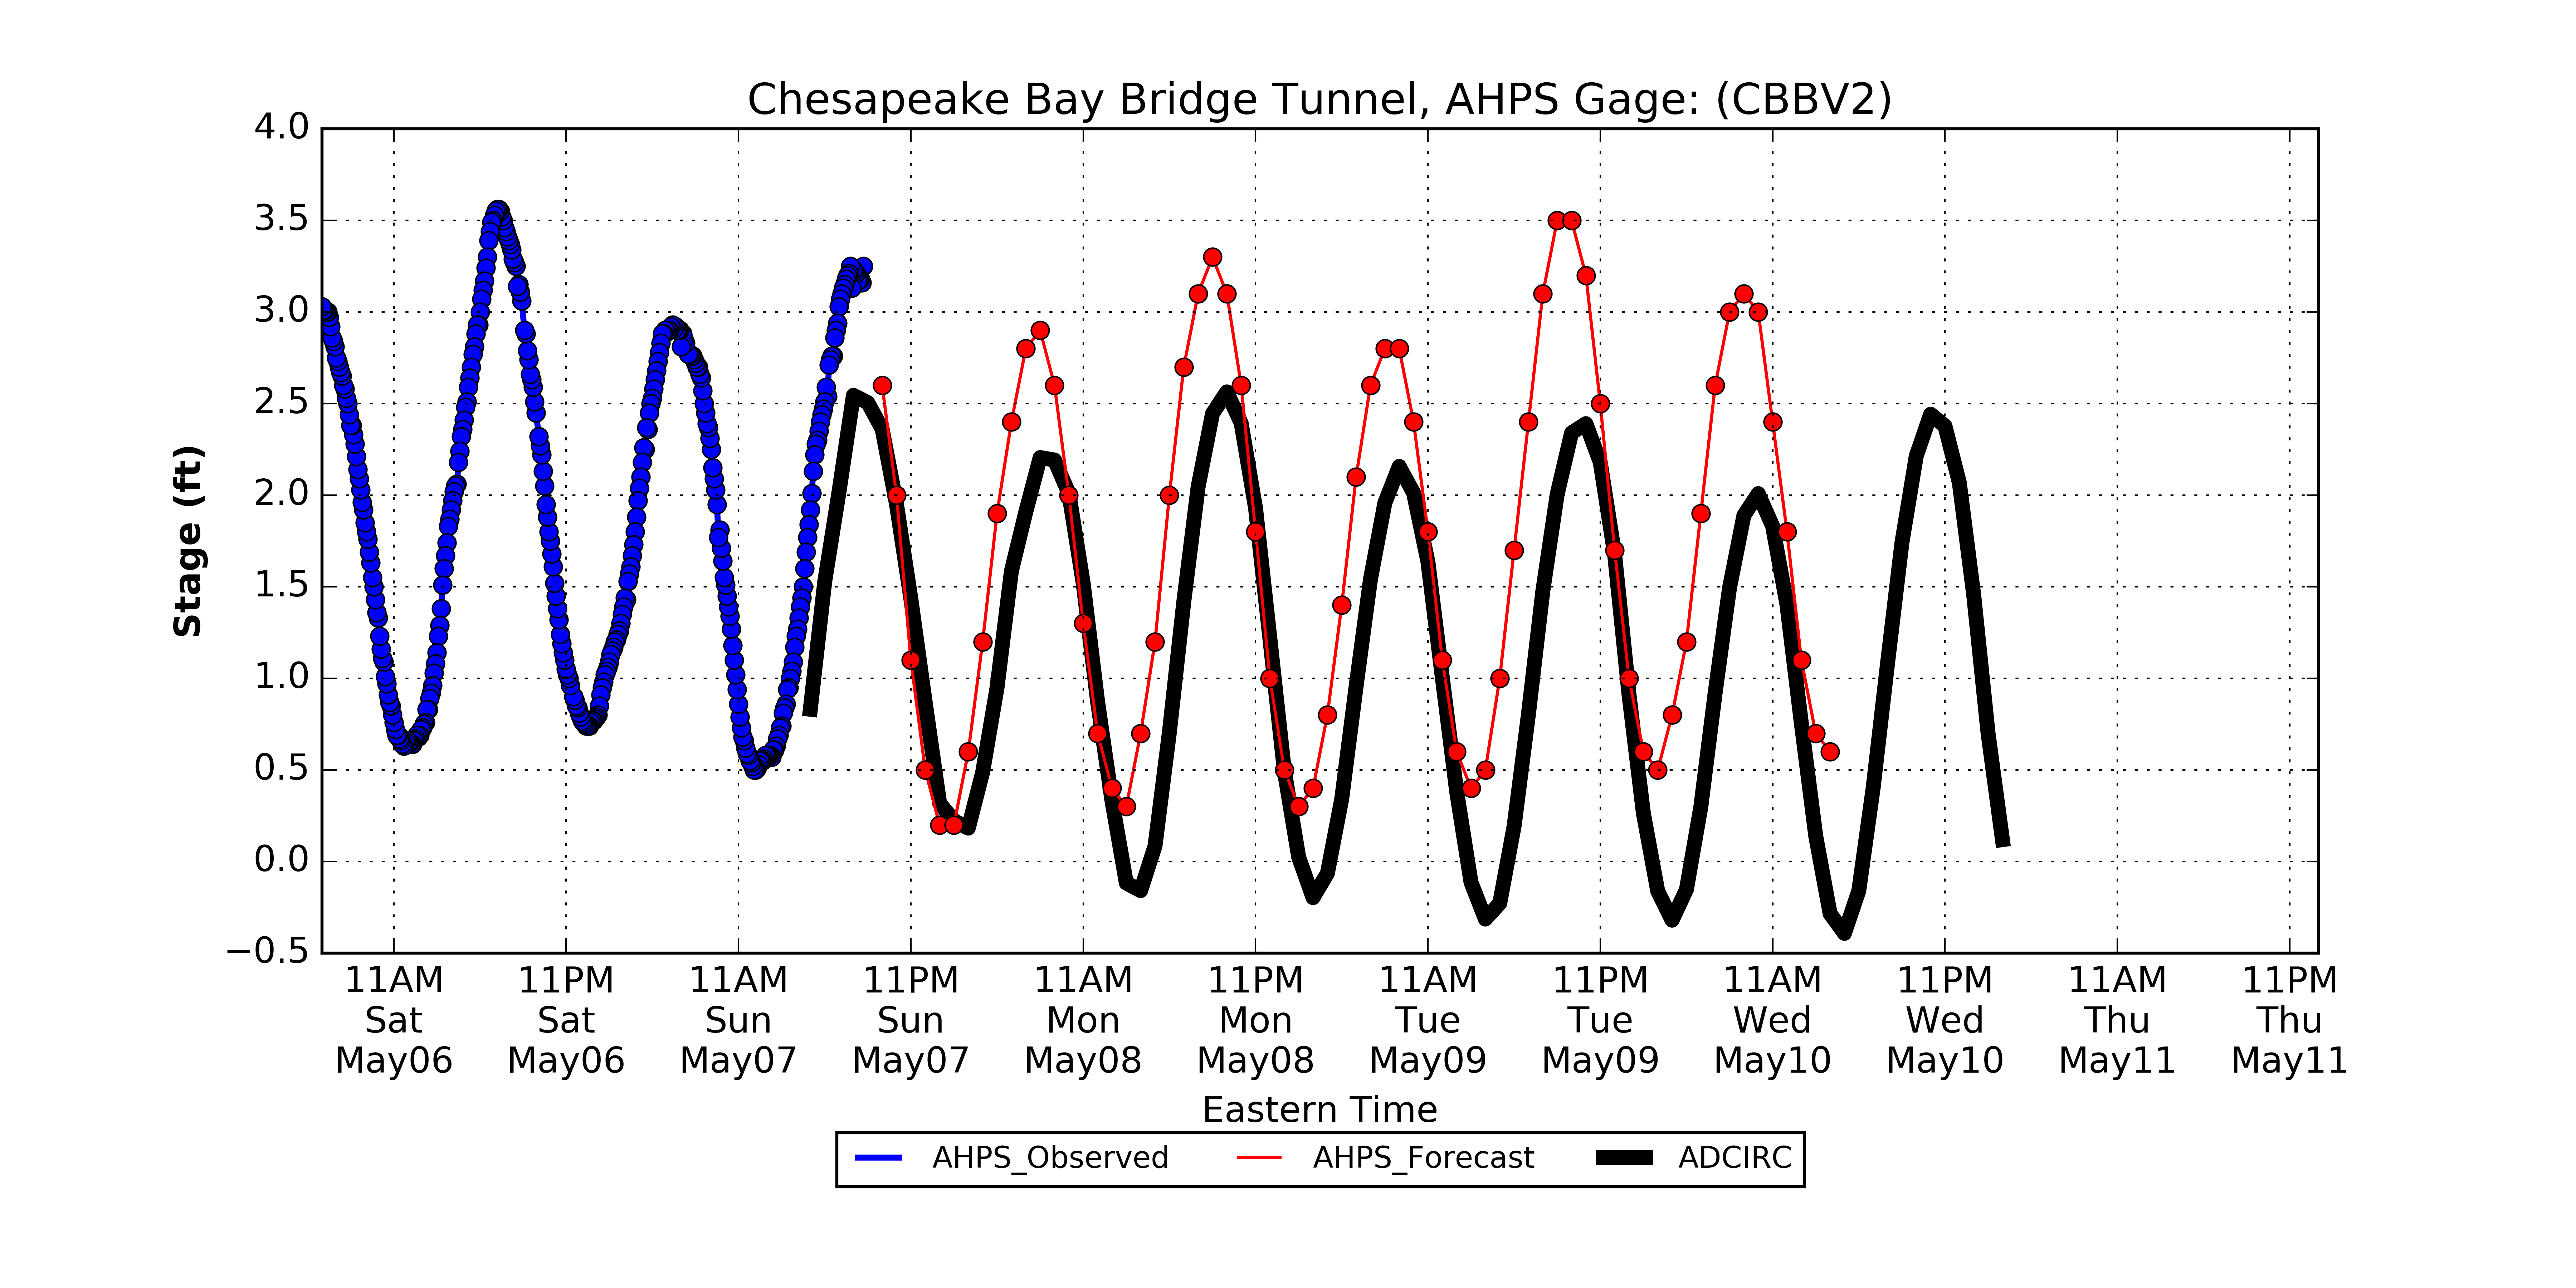 Chesapeake Bay Bridge Tunnel, AHPS Gage: (CBBV2)
4.0
3.5
3.0
2.5
2.0
1.5
1.0
0.5
0.0
−0.5
Stage (ft)
11AM 11PM 11AM 11PM 11AM 11PM 11AM 11PM 11AM 11PM 11AM 11PM
Sat Sat Sun Sun Mon Mon Tue Tue Wed Wed Thu Thu
May06 May06 May07 May07 May08 May08 May09 May09 May10 May10 May11 May11
Eastern Time
AHPS_Observed AHPS_Forecast ADCIRC